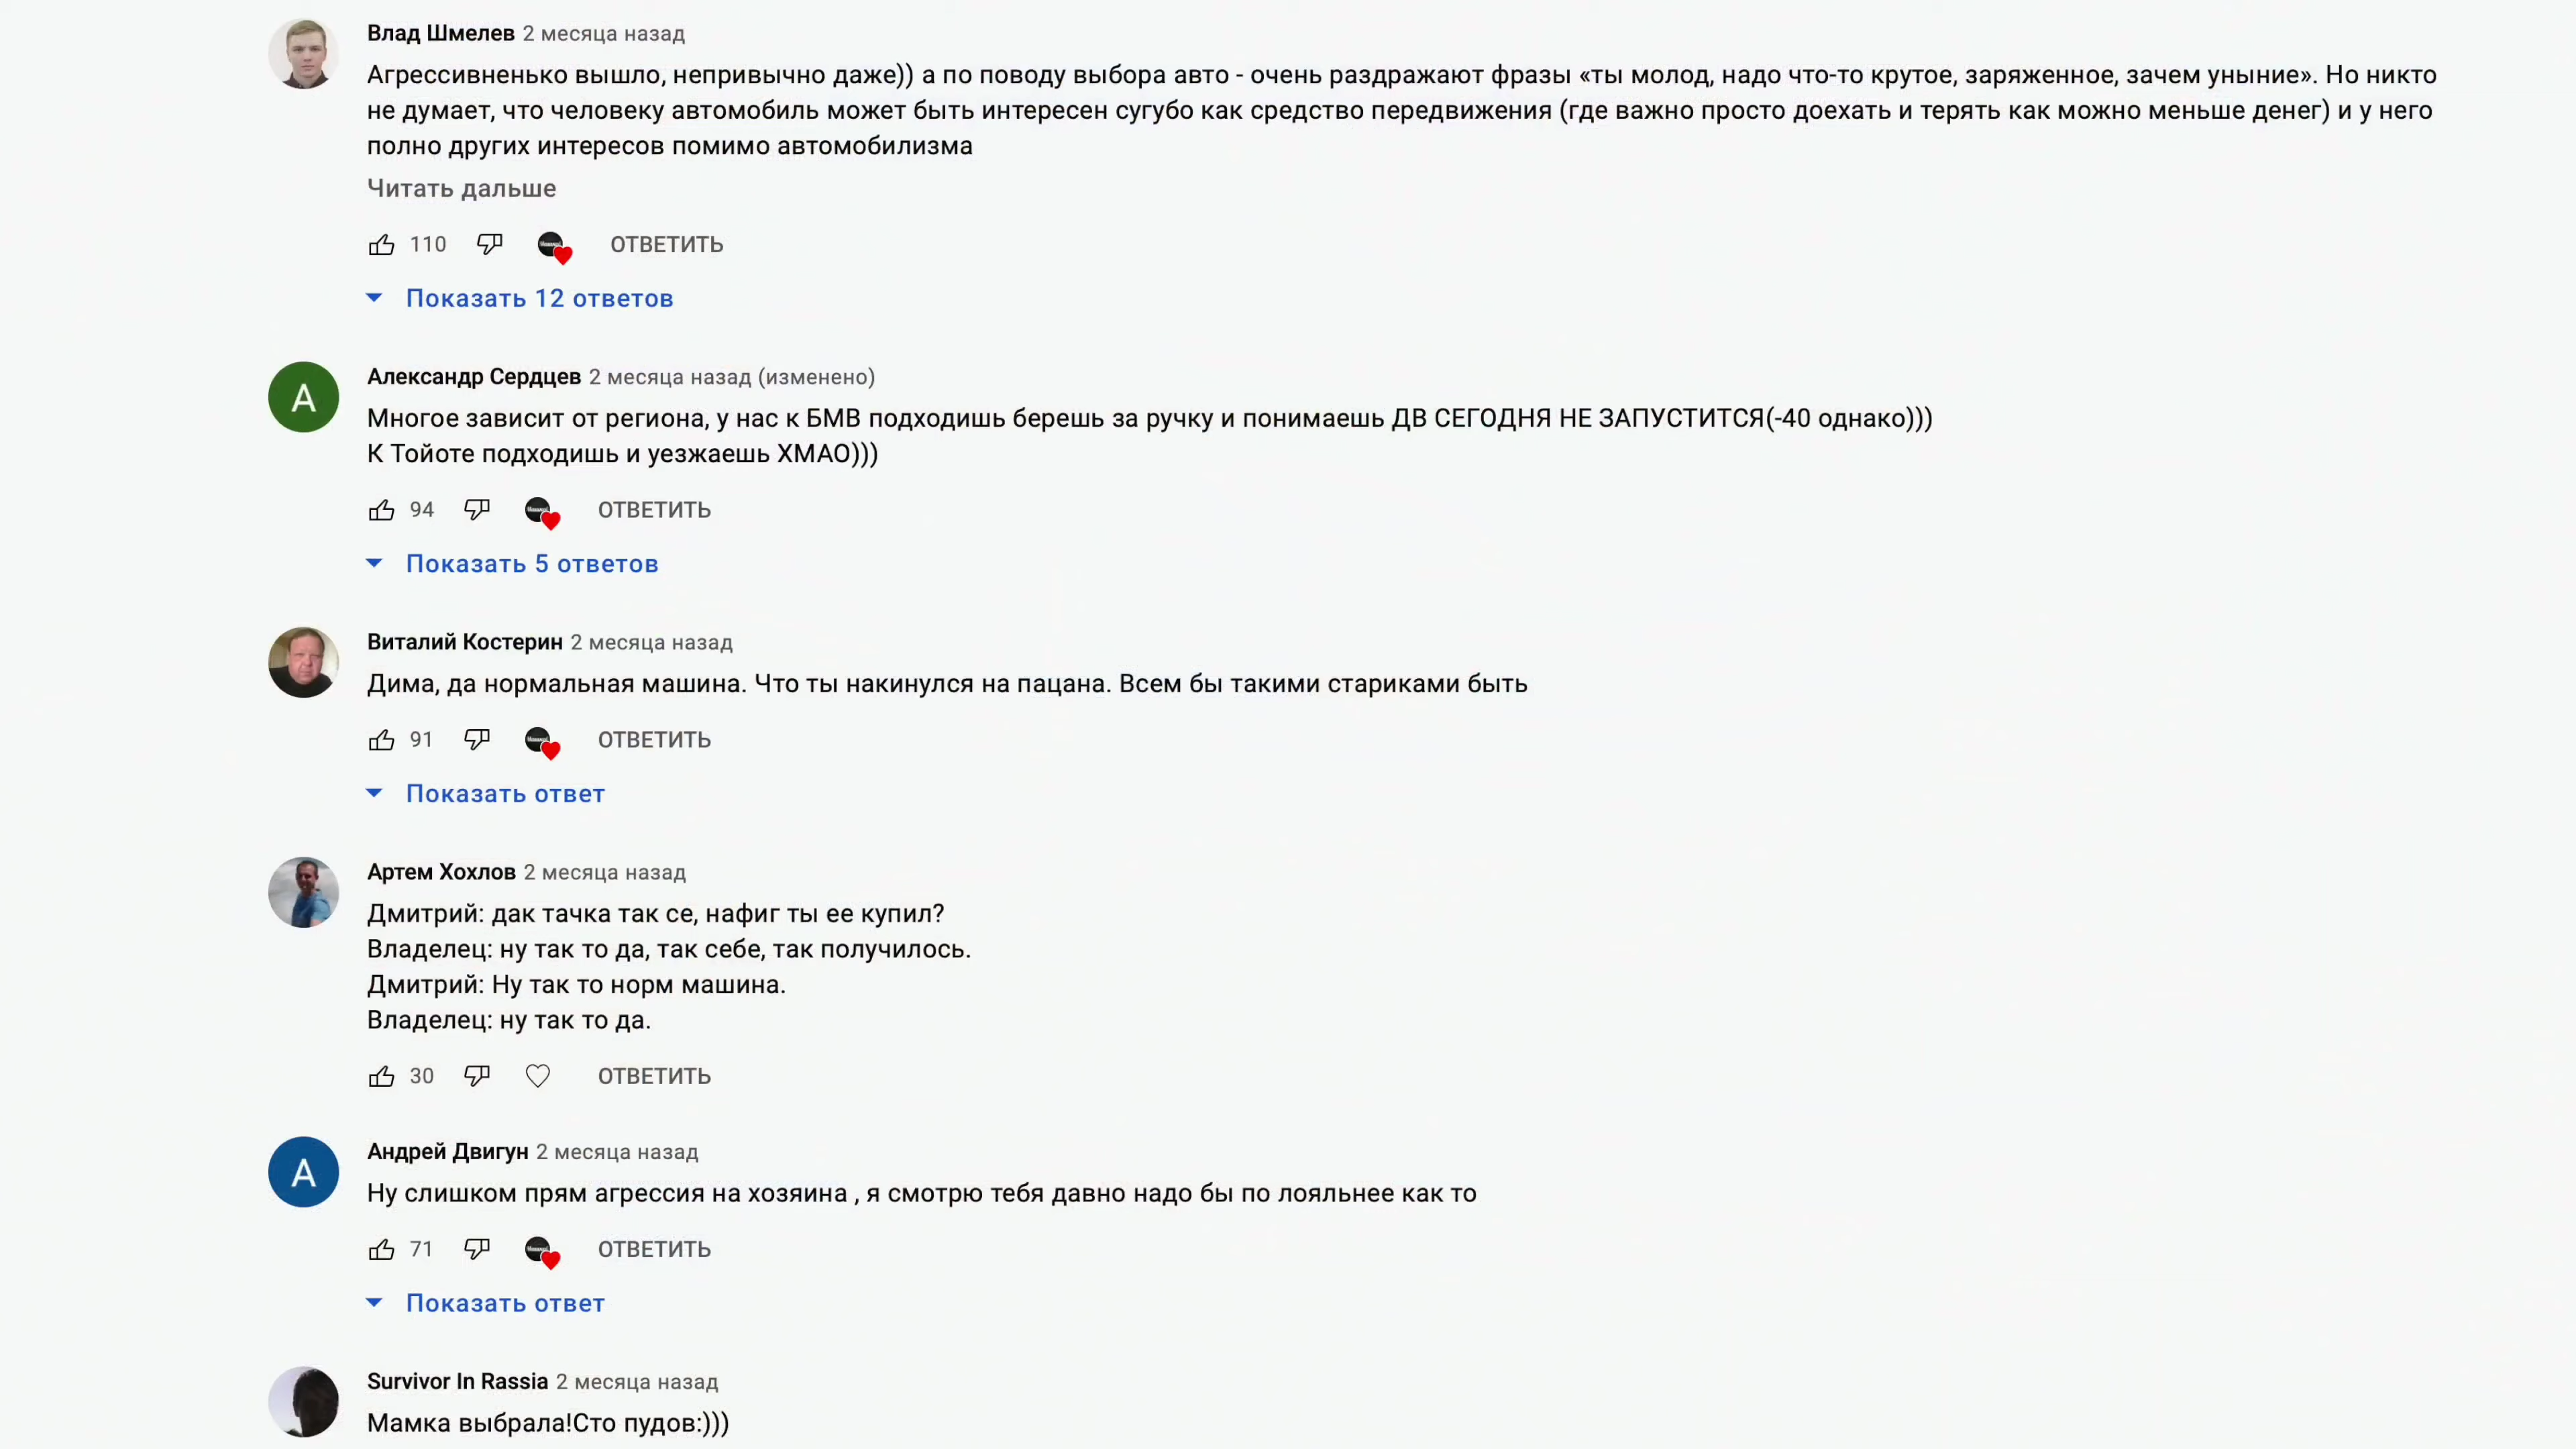 Влад Шмелев 2 месяца назад
Агрессивненько вышло, непривычно даже)) а по поводу выбора авто - очень раздражают фразы «ты молод, надо что-то крутое, заряженное, зачем уныние». Но никто
не думает, что человеку автомобиль может быть интересен сугубо как средство передвижения (где важно просто доехать и терять как можно меньше денег) и у него
полно других интересов помимо автомобилизма
Читать дальше
110 ОТВЕТИТЬ
Показать 12 ответов
А
Александр Сердцев 2 месяца назад (изменено)
Многое зависит от региона, у нас к БМВ подходишь берешь за ручку и понимаешь ДВ СЕГОДНЯ НЕ ЗАПУСТИТСЯ(-40 однако)))
К Тойоте подходишь и уезжаешь ХМАО)))
94 ОТВЕТИТЬ
Показать 5 ответов
Виталий Костерин 2 месяца назад
Дима, да нормальная машина. Что ты накинулся на пацана. Всем бы такими стариками быть
91 ОТВЕТИТЬ
Показать ответ
Артем Хохлов 2 месяца назад
Дмитрий: дак тачка так се, нафиг ты ее купил?
Владелец: ну так то да, так себе, так получилось.
Дмитрий: Ну так то норм машина.
Владелец: ну так то да.
30 ОТВЕТИТЬ
А
Андрей Двигун 2 месяца назад
Ну слишком прям агрессия на хозяина , я смотрю тебя давно надо бы по лояльнее как то
71 ОТВЕТИТЬ
Показать ответ
Survivor In Rassia 2 месяца назад
Мамка выбрала!Сто пудов:)))